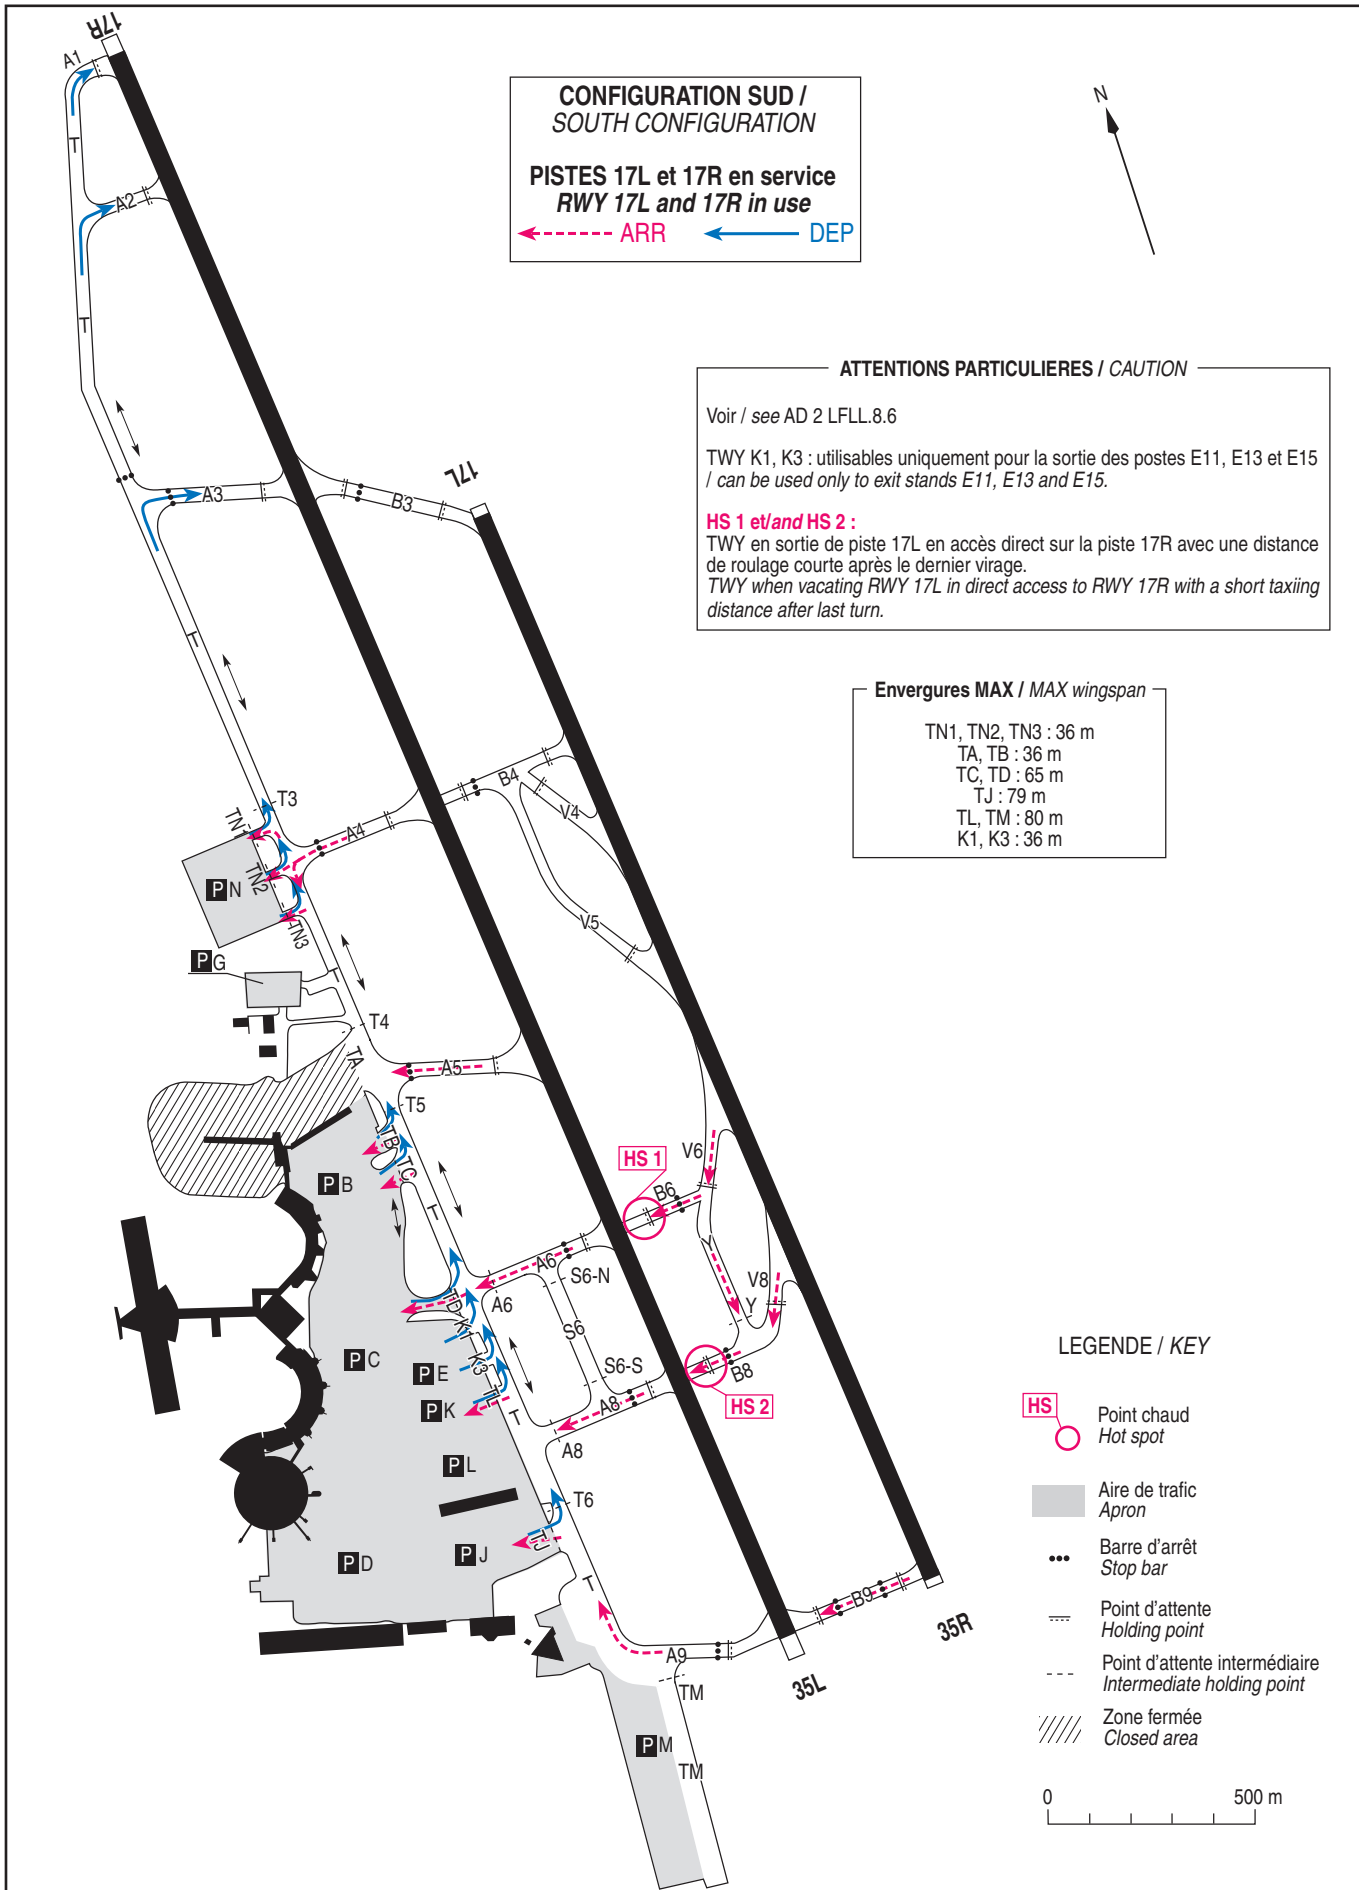 17R
A1
CONFIGURATION SUD /
SOUTH CONFIGURATION
PISTES 17L et 17R en service
RWY 17L and 17R in use
ARR
DEP
N
T
A2
T
ATTENTIONS PARTICULIERES / CAUTION
Voir / see AD 2 LFLL.8.6
TWY K1, K3 : utilisables uniquement pour la sortie des postes E11, E13 et E15
/ can be used only to exit stands E11, E13 and E15.
HS 1 et/and HS 2 :
TWY en sortie de piste 17L en accès direct sur la piste 17R avec une distance
de roulage courte après le dernier virage.
TWY when vacating RWY 17L in direct access to RWY 17R with a short taxiing
distance after last turn.
17L
A3
B3
T
Envergures MAX / MAX wingspan
TN1, TN2, TN3 : 36 m
TA, TB : 36 m
TC, TD : 65 m
TJ : 79 m
TL, TM : 80 m
K1, K3 : 36 m
B4
V4
T3
TN1
A4
TN2
P N
V5
TN3
P G
T
T4
TA
A5
T5
TB
TC
V6
HS 1
P B
B6
T
Y
A6
S6-N
V8
TD
A6
Y
K1
S6
LEGENDE / KEY
P C
K3
S6-S
P E
B8
HS 2
P K
T
A8
HS
Point chaud
Hot spot
A8
P L
Aire de trafic
Apron
T6
TJ
P J
P D
Barre d'arrêt
Stop bar
T
B9
Point d'attente
Holding point
35R
A9
35L
Point d'attente intermédiaire
Intermediate holding point
TM
Zone fermée
Closed area
P M
TM
0
500 m